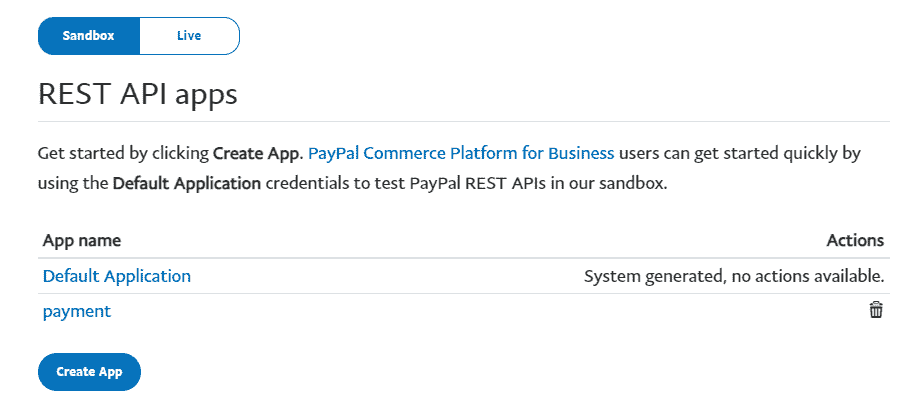 Sandbox Live
REST API apps
Get started by clicking Create App. PayPal Commerce Platform for Business users can get started quickly by
using the Default Application credentials to test PayPal REST APIs in our sandbox.
App name Actions
Default Application System generated, no actions available.
payment
Create App